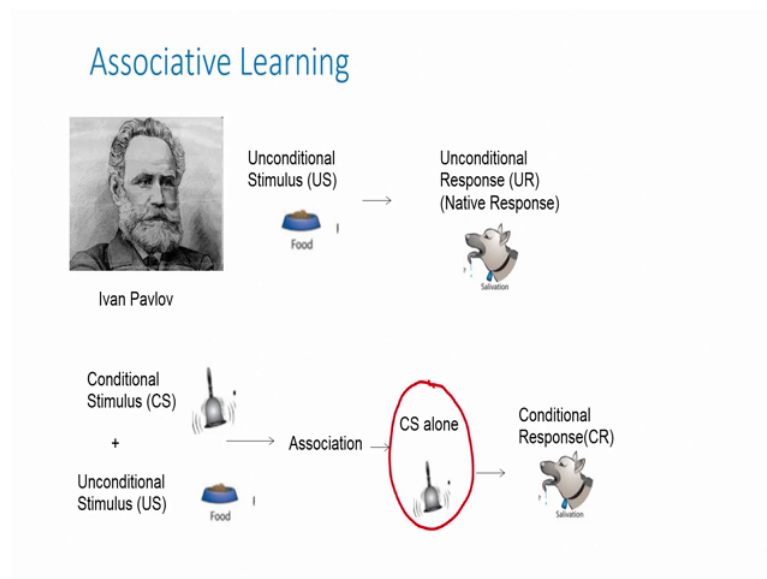 Associative Learning
Unconditional
Stimulus (US)
Food
Unconditional
Response (UR)
(Native Response)
Salivation
Ivan Pavlov
Conditional
Stimulus (CS)
+
Unconditional
Stimulus (US)
Food
Association
CS alone
Conditional
Response(CR)
Salivation